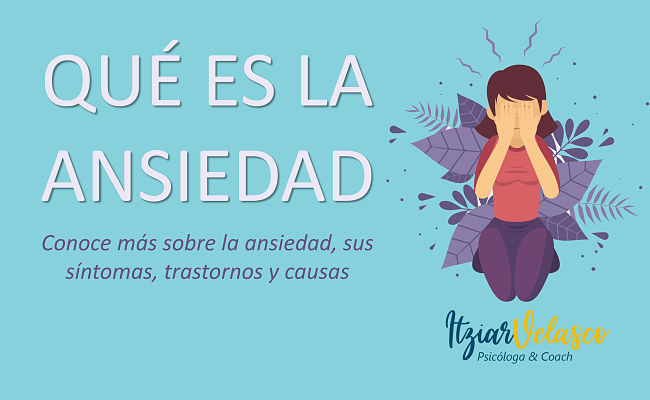 QUÉ ES LA
ANSIEDAD
Conoce más sobre la ansiedad, sus
síntomas, trastornos y causas
ItziarVelasco
Psicóloga & Coach